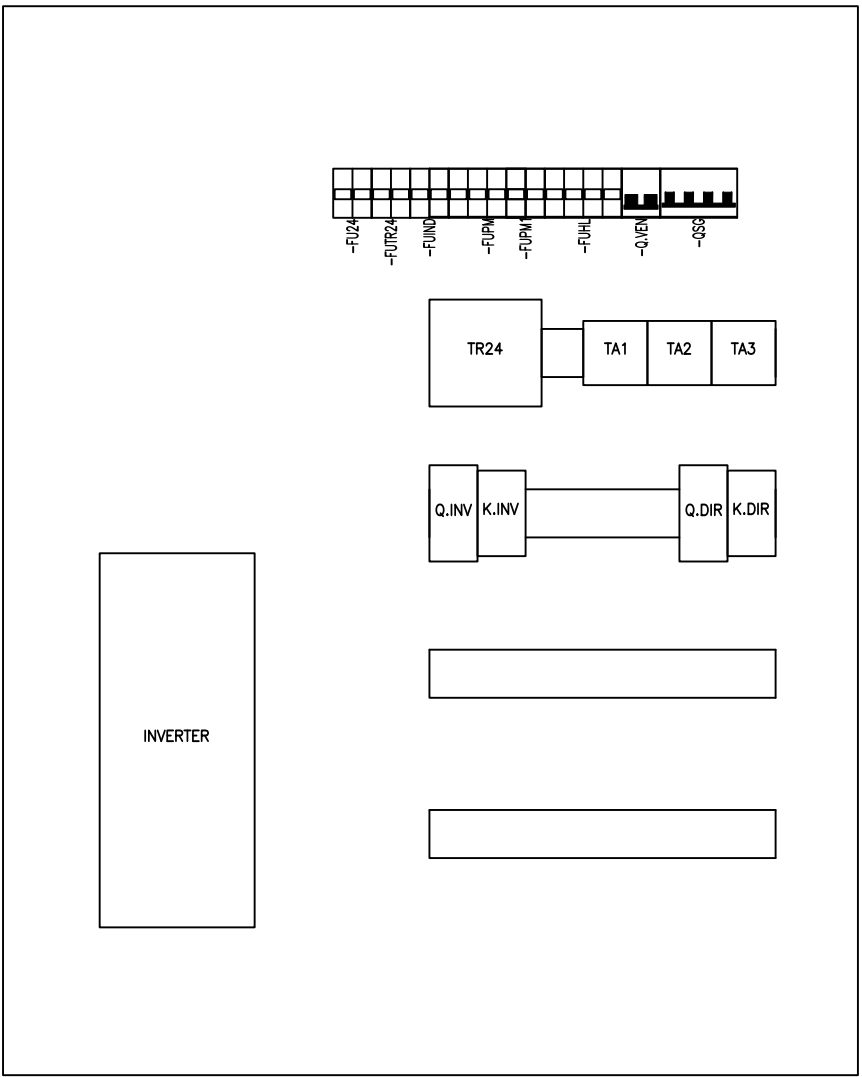 -FU24
-FUTR24
-FUIND
-FUPM
-FUPM1
-FUHL
-Q.VEN
-QSG
TR24
TA1
TA2
TA3
Q.INV
K.INV
Q.DIR
K.DIR
INVERTER